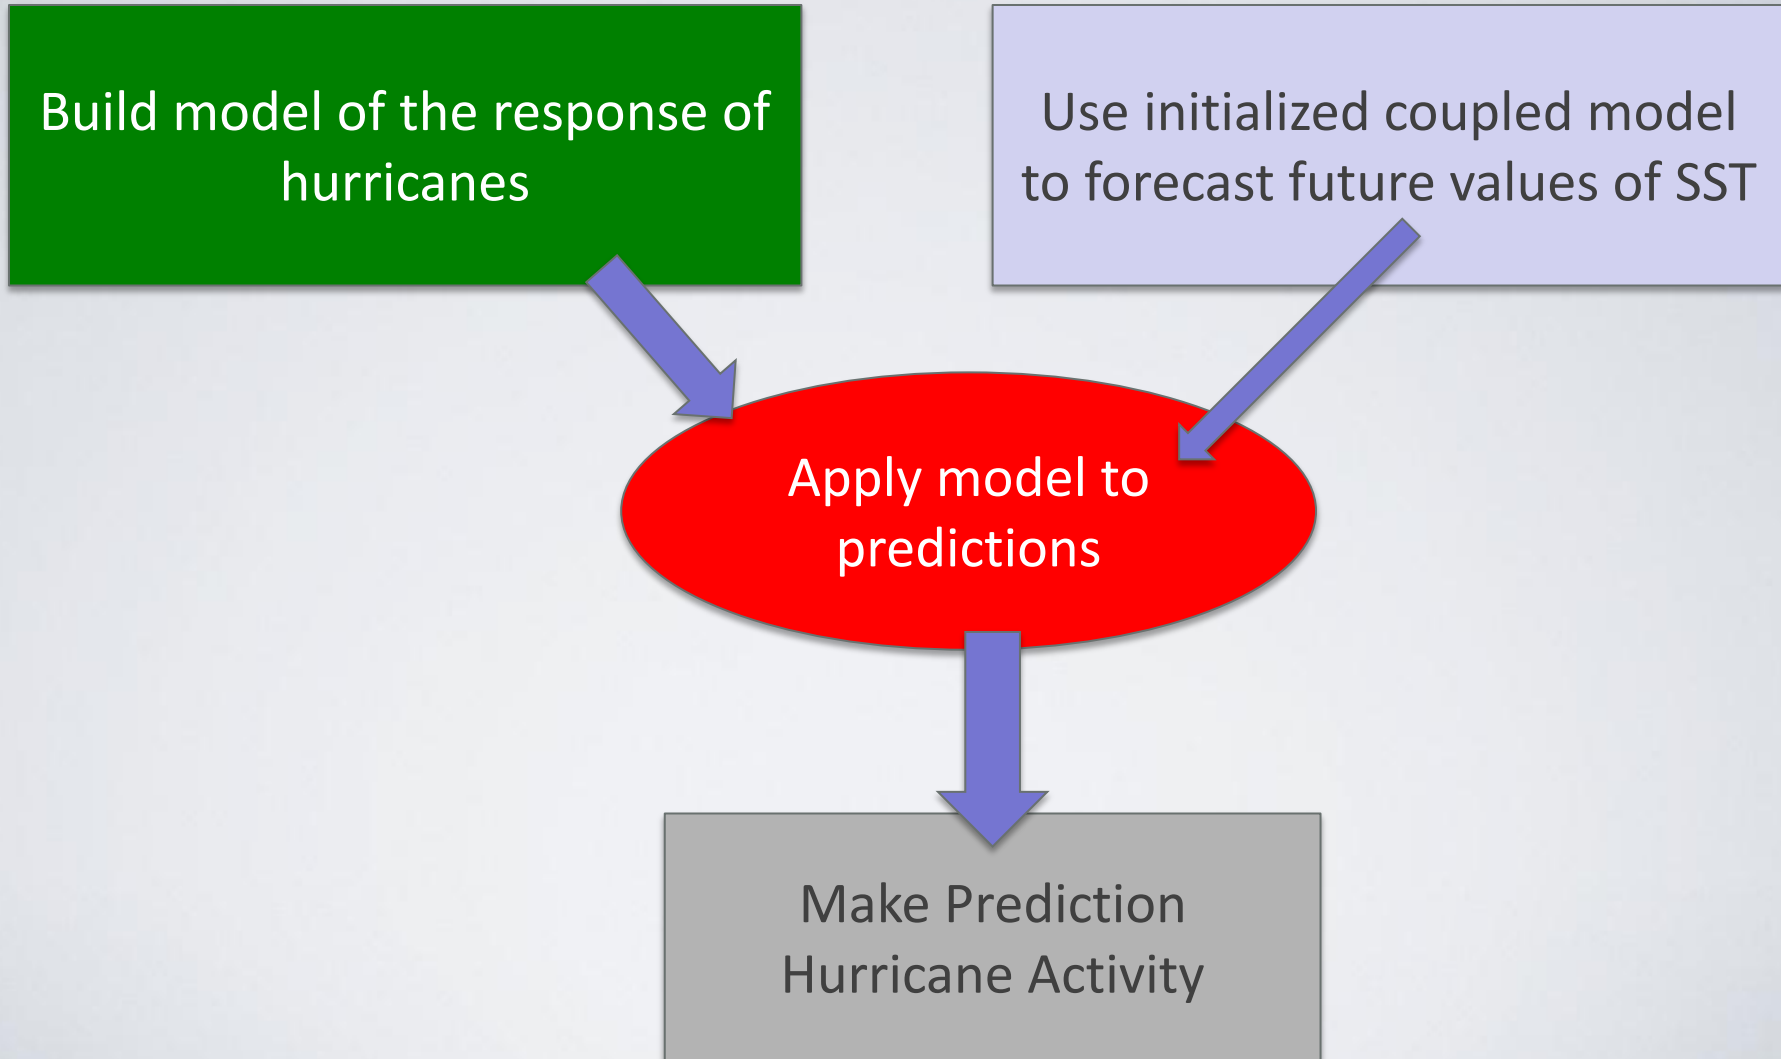 Build model of the response of
hurricanes
Use initialized coupled model
to forecast future values of SST
Apply model to
predictions
Make Prediction
Hurricane Activity